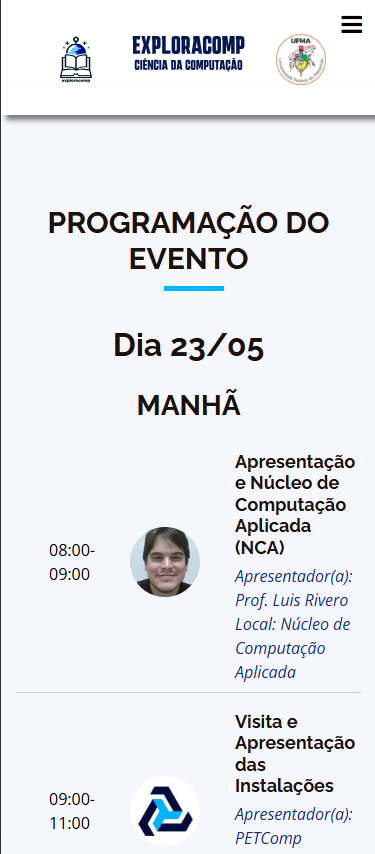 EXPLORACOMP
CIÊNCIA DA COMPUTAÇÃO
exploracomp
UFMA
PROGRAMAÇÃO DO
EVENTO
Dia 23/05
MANHÃ
08:00-
09:00
Apresentação
e Núcleo de
Computação
Aplicada
(NCA)
Apresentador(a):
Prof. Luis Rivero
Local: Núcleo de
Computação
Aplicada
09:00-
11:00
Visita e
Apresentação
das
Instalações
Apresentador(a):
PETComp